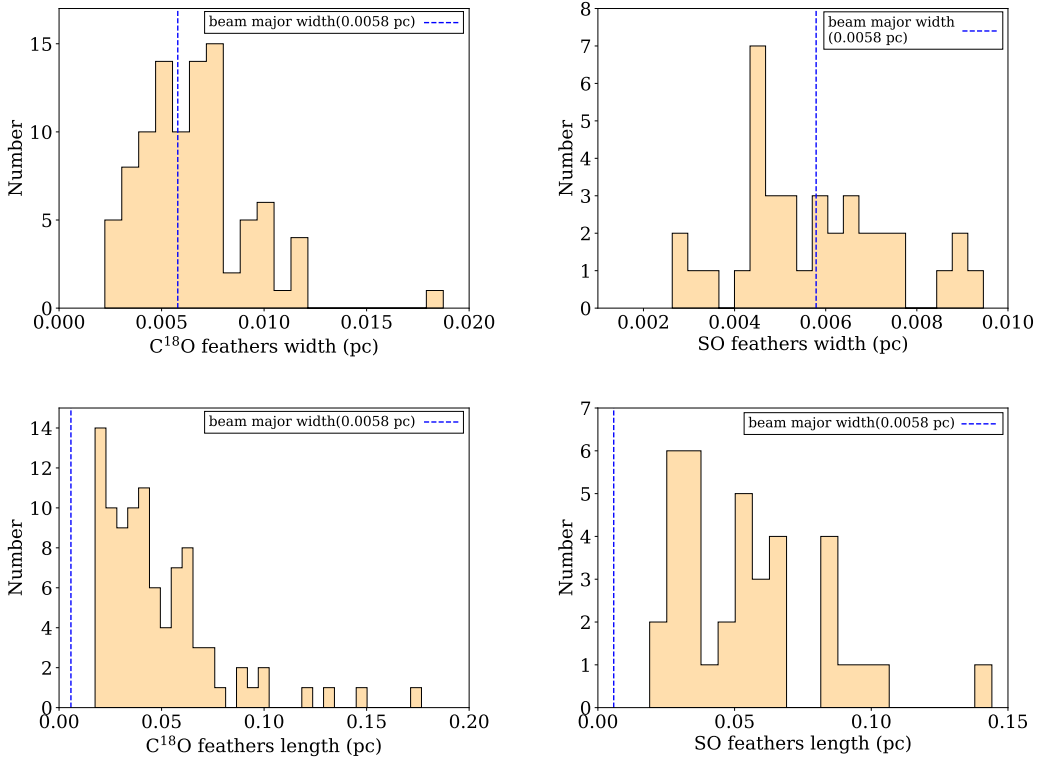 beam major width(0.0058 pc)
15
10
5
0
Number
0.000 0.005 0.010 0.015 0.020
C¹⁸O feathers width (pc)
beam major width
(0.0058 pc)
8
7
6
5
4
3
2
1
0
Number
0.002 0.004 0.006 0.008 0.010
SO feathers width (pc)
beam major width(0.0058 pc)
14
12
10
8
6
4
2
0
Number
0.00 0.05 0.10 0.15 0.20
C¹⁸O feathers length (pc)
beam major width(0.0058 pc)
7
6
5
4
3
2
1
0
Number
0.00 0.05 0.10 0.15
SO feathers length (pc)